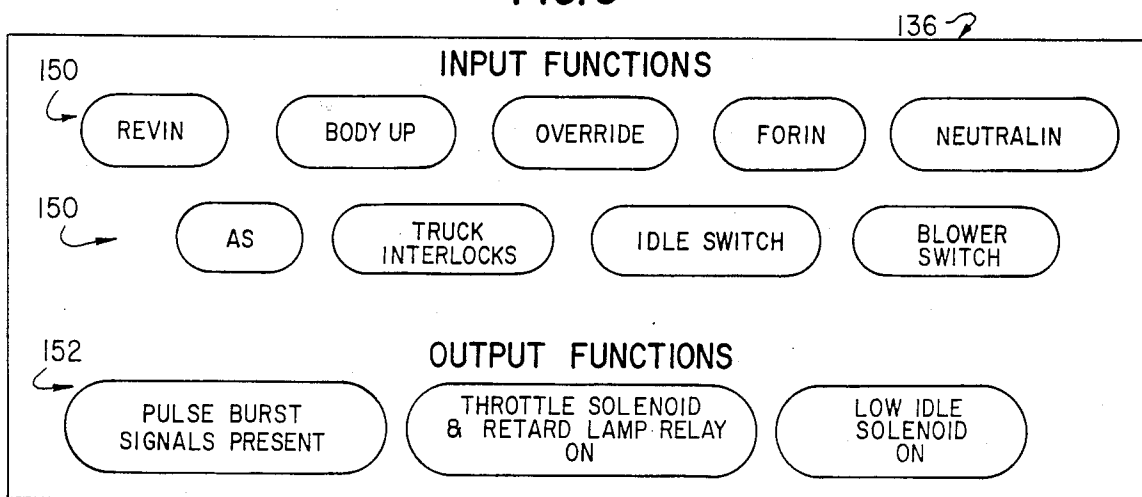 136
INPUT FUNCTIONS
150
REVIN
BODY UP
OVERRIDE
FORIN
NEUTRALIN
150
AS
TRUCK
INTERLOCKS
IDLE SWITCH
BLOWER
SWITCH
152
OUTPUT FUNCTIONS
PULSE BURST
SIGNALS PRESENT
THROTTLE SOLENOID
& RETARD LAMP RELAY
ON
LOW IDLE
SOLENOID
ON